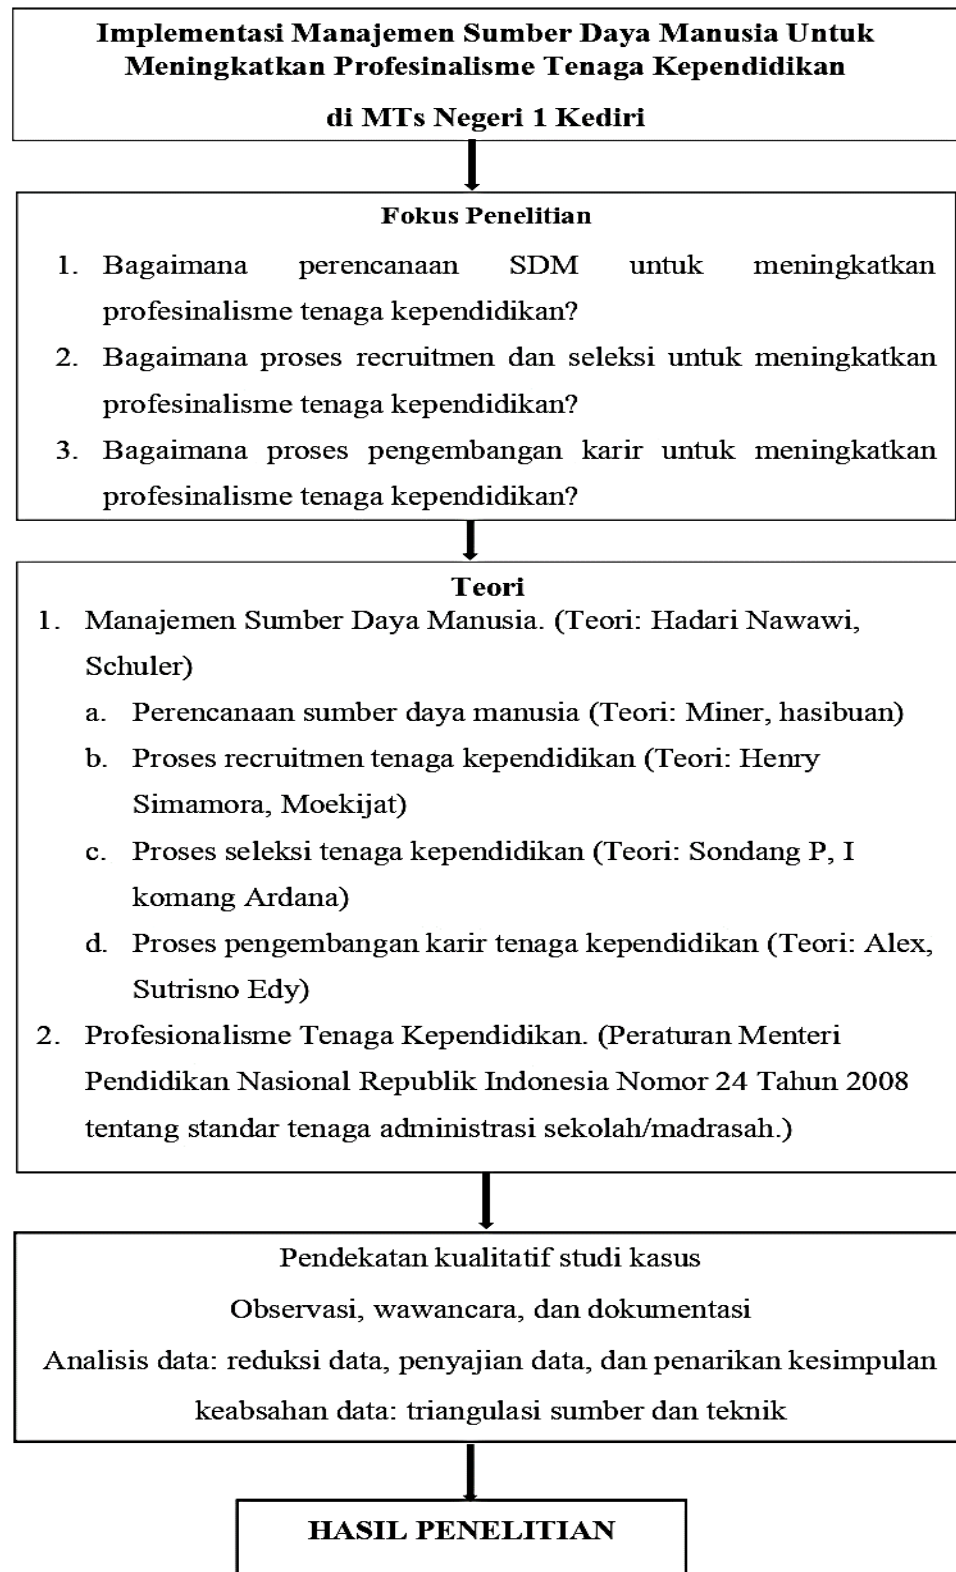 Implementasi Manajemen Sumber Daya Manusia Untuk
Meningkatkan Profesinalisme Tenaga Kependidikan
di MTs Negeri 1 Kediri
Fokus Penelitian
1. Bagaimana perencanaan SDM untuk meningkatkan
profesinalisme tenaga kependidikan?
2. Bagaimana proses recruitmen dan seleksi untuk meningkatkan
profesinalisme tenaga kependidikan?
3. Bagaimana proses pengembangan karir untuk meningkatkan
profesinalisme tenaga kependidikan?
Teori
1. Manajemen Sumber Daya Manusia. (Teori: Hadari Nawawi,
Schuler)
a. Perencanaan sumber daya manusia (Teori: Miner, hasibuan)
b. Proses recruitmen tenaga kependidikan (Teori: Henry
Simamora, Moekijat)
c. Proses seleksi tenaga kependidikan (Teori: Sondang P, I
komang Ardana)
d. Proses pengembangan karir tenaga kependidikan (Teori: Alex,
Sutrisno Edy)
2. Profesionalisme Tenaga Kependidikan. (Peraturan Menteri
Pendidikan Nasional Republik Indonesia Nomor 24 Tahun 2008
tentang standar tenaga administrasi sekolah/madrasah.)
Pendekatan kualitatif studi kasus
Observasi, wawancara, dan dokumentasi
Analisis data: reduksi data, penyajian data, dan penarikan kesimpulan
keabsahan data: triangulasi sumber dan teknik
HASIL PENELITIAN